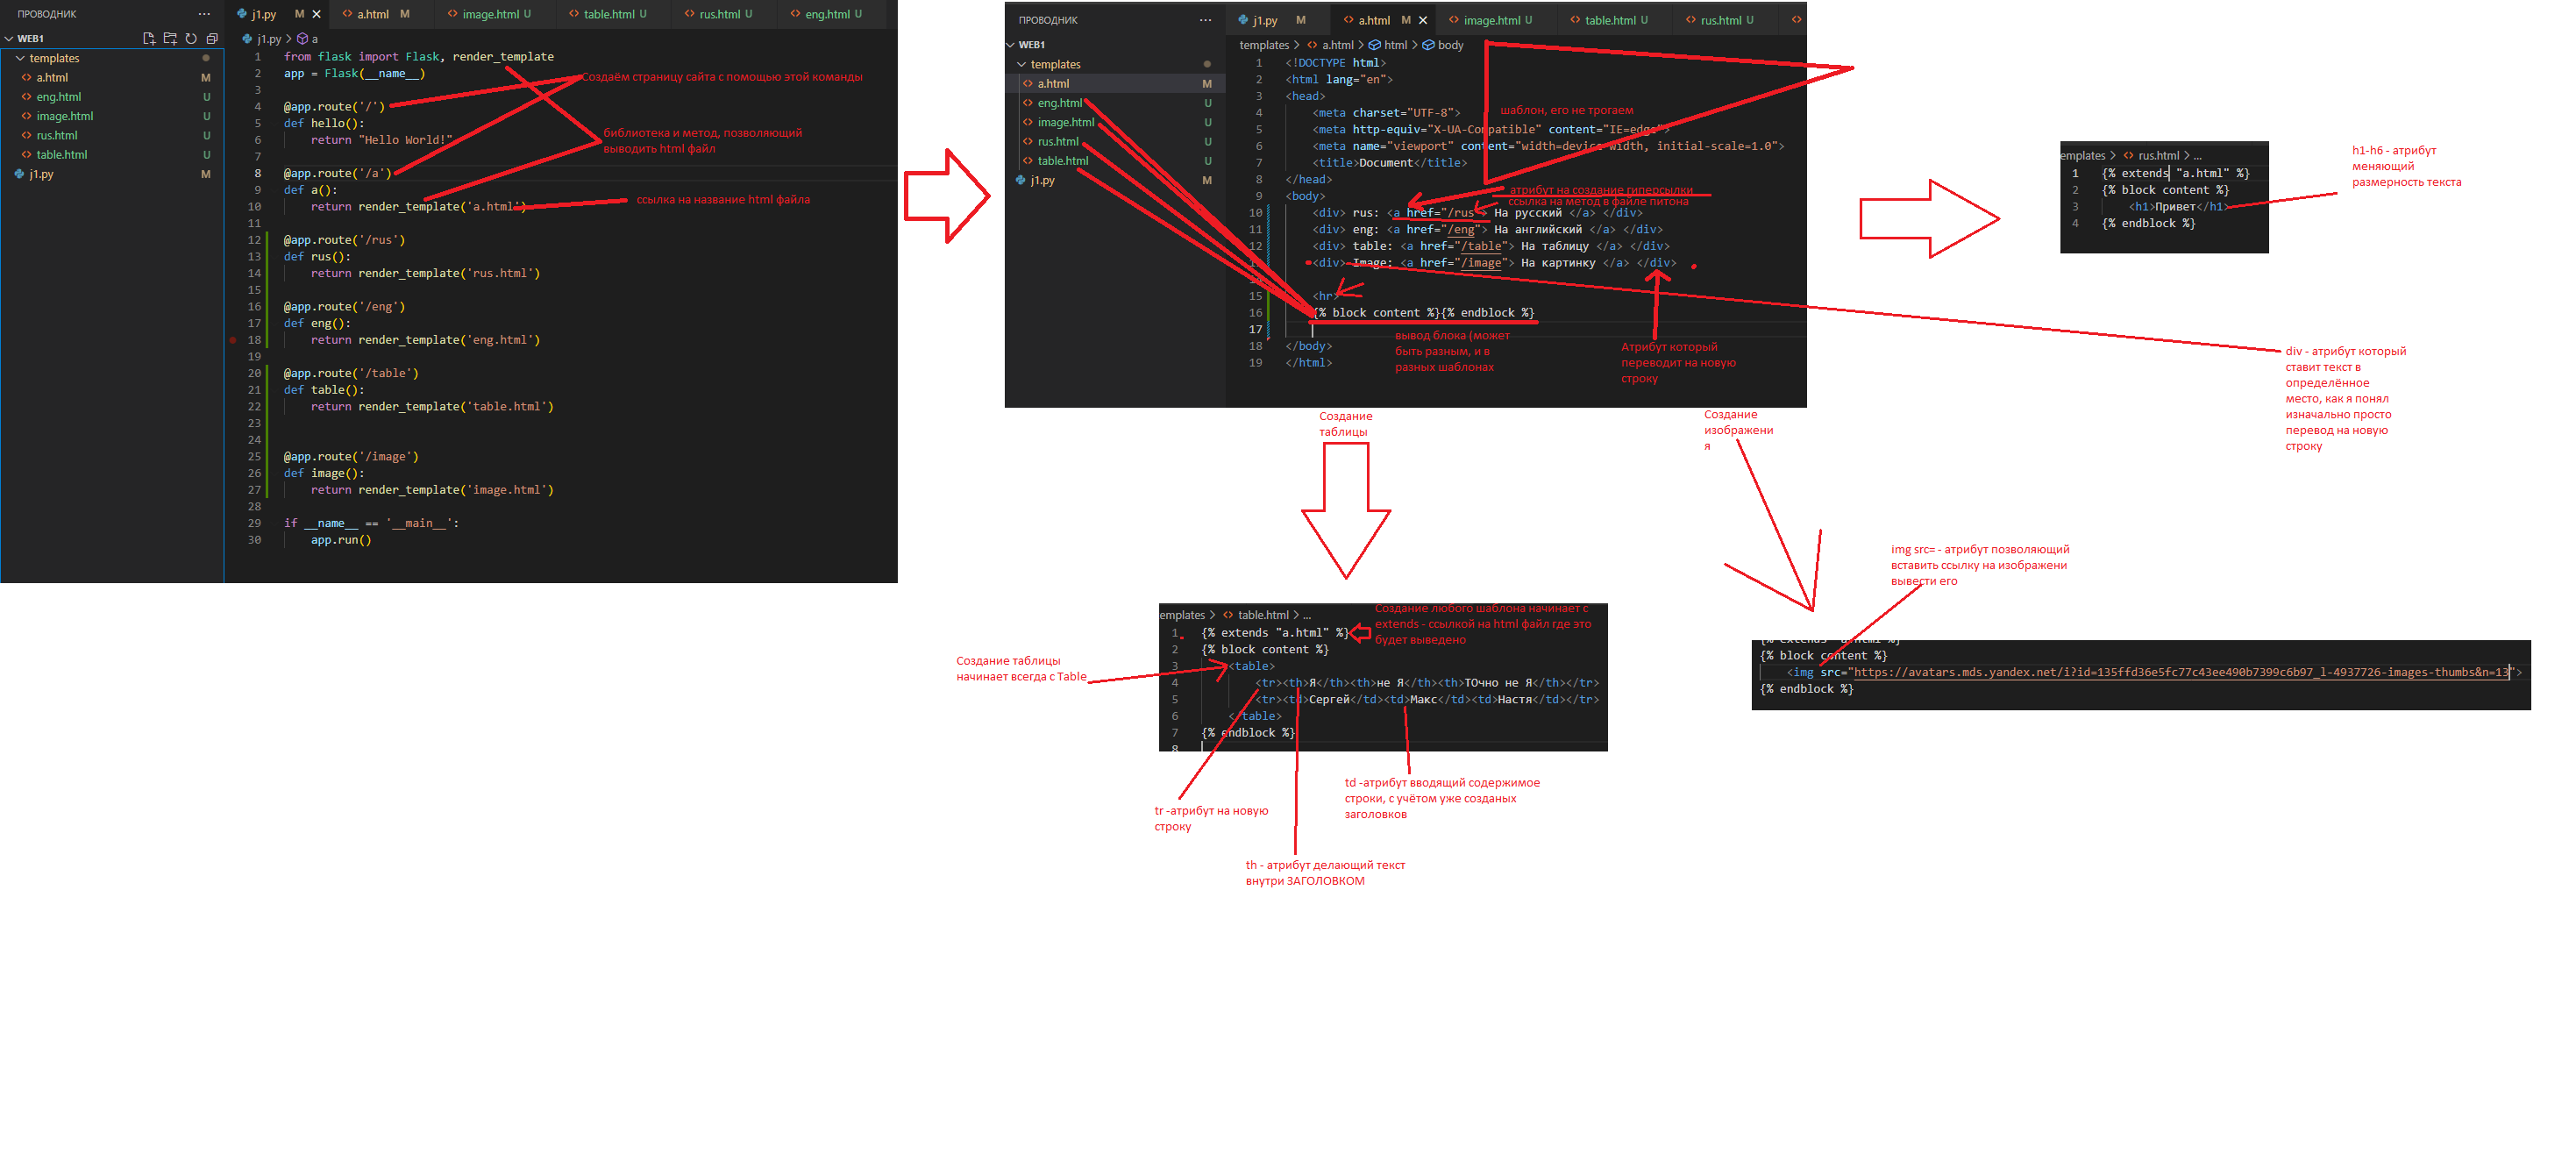 ПРОВОДНИК ...
WEB1
templates
a.html M
eng.html U
image.html U
rus.html U
table.html U
j1.py M
j1.py M a.html M image.html U table.html U rus.html U eng.html U
j1.py > a
1 from flask import Flask, render_template
2 app = Flask(__name__)
3
4 @app.route('/')
5 def hello():
6 return "Hello World!"
7
8 @app.route('/a')
9 def a():
10 return render_template('a.html')
11
12 @app.route('/rus')
13 def rus():
14 return render_template('rus.html')
15
16 @app.route('/eng')
17 def eng():
18 return render_template('eng.html')
19
20 @app.route('/table')
21 def table():
22 return render_template('table.html')
23
24
25 @app.route('/image')
26 def image():
27 return render_template('image.html')
28
29 if __name__ == '__main__':
30 app.run()
Создаём страницу сайта с помощью этой команды
библиотека и метод, позволяющий
выводить html файл
ссылка на название html файла
ПРОВОДНИК ...
WEB1
templates
a.html M
eng.html U
image.html U
rus.html U
table.html U
j1.py M
j1.py M a.html M image.html U table.html U rus.html U
templates > a.html > html > body
1 <!DOCTYPE html>
2 <html lang="en">
3 <head>
4 <meta charset="UTF-8">
5 <meta http-equiv="X-UA-Compatible" content="IE=edge">
6 <meta name="viewport" content="width=device-width, initial-scale=1.0">
7 <title>Document</title>
8 </head>
9 <body>
10 <div> rus: <a href="/rus"> На русский </a> </div>
11 <div> eng: <a href="/eng"> На английский </a> </div>
12 <div> table: <a href="/table"> На таблицу </a> </div>
13 <div> Image: <a href="/image"> На картинку </a> </div>
14
15 <hr>
16 {% block content %}{% endblock %}
17
18 </body>
19 </html>
шаблон, его не трогаем
атрибут на создание гиперсылки
ссылка на метод в файле питона
вывод блока (может
быть разным, и в
разных шаблонах
Атрибут который
переводит на новую
строку
emplates > rus.html > ...
1 {% extends "a.html" %}
2 {% block content %}
3 <h1>Привет</h1>
4 {% endblock %}
h1-h6 - атрибут
меняющий
размерность текста
div - атрибут который
ставит текст в
определённое
место, как я понял
изначально просто
перевод на новую
строку
Создание
таблицы
Создание
изображени
я
img src= - атрибут позволяющий
вставить ссылку на изображени
вывести его
emplates > table.html > ...
1 {% extends "a.html" %}
2 {% block content %}
3 <table>
4 <tr><th>Я</th><th>не Я</th><th>ТОчно не Я</th></tr>
5 <tr><td>Сергей</td><td>Макс</td><td>Настя</td></tr>
6 </table>
7 {% endblock %}
8
Создание любого шаблона начинает с
extends - ссылкой на html файл где это
будет выведено
Создание таблицы
начинает всегда с Table
{% extends "a.html" %}
{% block content %}
<img src="https://avatars.mds.yandex.net/i?id=135ffd36e5fc77c43ee490b7399c6b97_l-4937726-images-thumbs&n=13">
{% endblock %}
td -атрибут вводящий содержимое
строки, с учётом уже созданых
заголовков
tr -атрибут на новую
строку
th - атрибут делающий текст
внутри ЗАГОЛОВКОМ